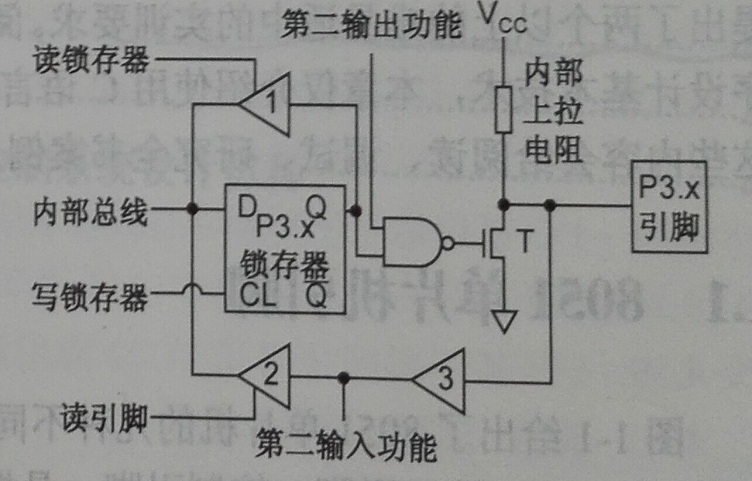 第二输出功能
VCC
读锁存器
1
内部
上拉
电阻
内部总线
D
Q
P3.x
锁存器
CL
Q̄
写锁存器
T
P3.x
引脚
2
3
读引脚
第二输入功能